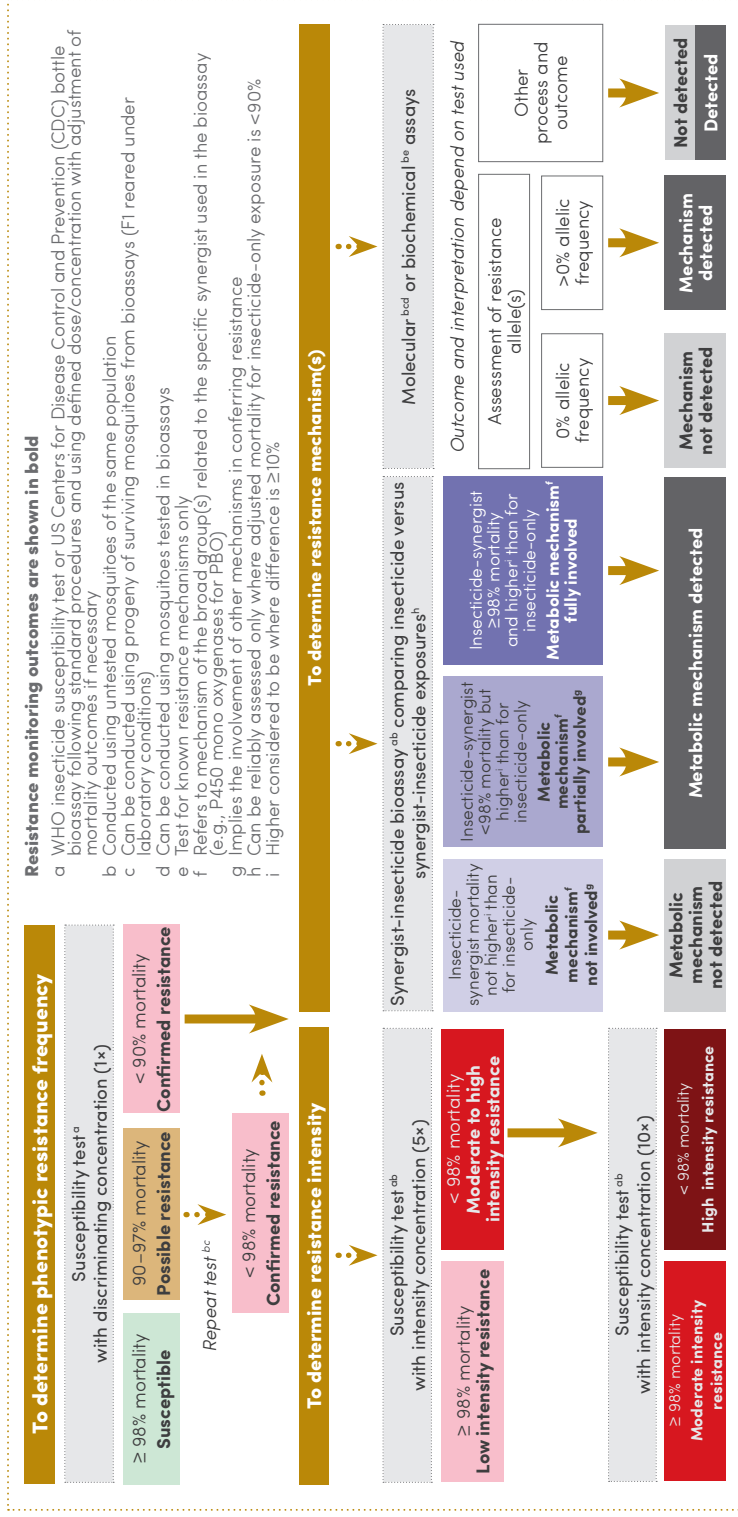 To determine phenotypic resistance frequency
Susceptibility test a
with discriminating concentration (1×)
≥ 98% mortality
Susceptible
90–97% mortality
Possible resistance
< 90% mortality
Confirmed resistance
Repeat test bc
< 98% mortality
Confirmed resistance
Resistance monitoring outcomes are shown in bold
a WHO insecticide susceptibility test or US Centers for Disease Control and Prevention (CDC) bottle
bioassay following standard procedures and using defined dose/concentration with adjustment of
mortality outcomes if necessary
b Conducted using untested mosquitoes of the same population
c Can be conducted using progeny of surviving mosquitoes from bioassays (F1 reared under
laboratory conditions)
d Can be conducted using mosquitoes tested in bioassays
e Test for known resistance mechanisms only
f Refers to mechanism of the broad group(s) related to the specific synergist used in the bioassay
(e.g., P450 mono oxygenases for PBO)
g Implies the involvement of other mechanisms in conferring resistance
h Can be reliably assessed only where adjusted mortality for insecticide-only exposure is <90%
i Higher considered to be where difference is ≥10%
To determine resistance intensity
Susceptibility test ab
with intensity concentration (5×)
≥ 98% mortality
Low intensity resistance
< 98% mortality
Moderate to high
intensity resistance
Susceptibility test ab
with intensity concentration (10×)
≥ 98% mortality
Moderate intensity
resistance
< 98% mortality
High intensity resistance
To determine resistance mechanism(s)
Synergist-insecticide bioassay ab comparing insecticide versus
synergist-insecticide exposures h
Insecticide-
synergist mortality
not higher i than
for insecticide-
only
Metabolic
mechanism f
not involved g
Insecticide-synergist
<98% mortality but
higher i than for
insecticide-only
Metabolic
mechanism f
partially involved g
Insecticide-synergist
≥98% mortality
and higher i than for
insecticide-only
Metabolic mechanism f
fully involved
Metabolic
mechanism
not detected
Metabolic mechanism detected
Molecular bcd or biochemical be assays
Outcome and interpretation depend on test used
Assessment of resistance
allele(s)
0% allelic
frequency
>0% allelic
frequency
Other
process and
outcome
Mechanism
not detected
Mechanism
detected
Not detected
Detected